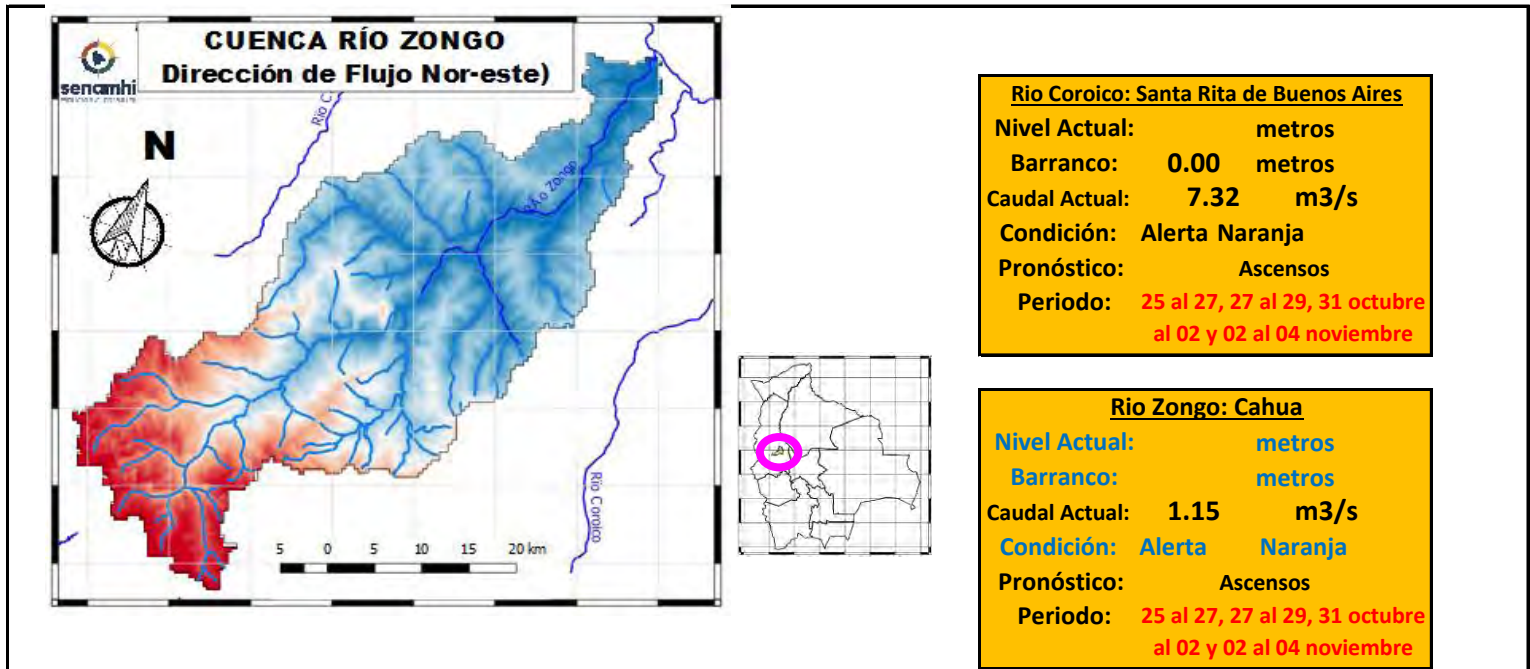 CUENCA RÍO ZONGO
Dirección de Flujo Nor-este)
senamhi
N
Río C
RÃ­o Zongo
Río Coroico
5 0 5 10 15 20 km
Rio Coroico: Santa Rita de Buenos Aires
Nivel Actual: metros
Barranco: 0.00 metros
Caudal Actual: 7.32 m3/s
Condición: Alerta Naranja
Pronóstico: Ascensos
Periodo: 25 al 27, 27 al 29, 31 octubre
al 02 y 02 al 04 noviembre
Rio Zongo: Cahua
Nivel Actual: metros
Barranco: metros
Caudal Actual: 1.15 m3/s
Condición: Alerta Naranja
Pronóstico: Ascensos
Periodo: 25 al 27, 27 al 29, 31 octubre
al 02 y 02 al 04 noviembre